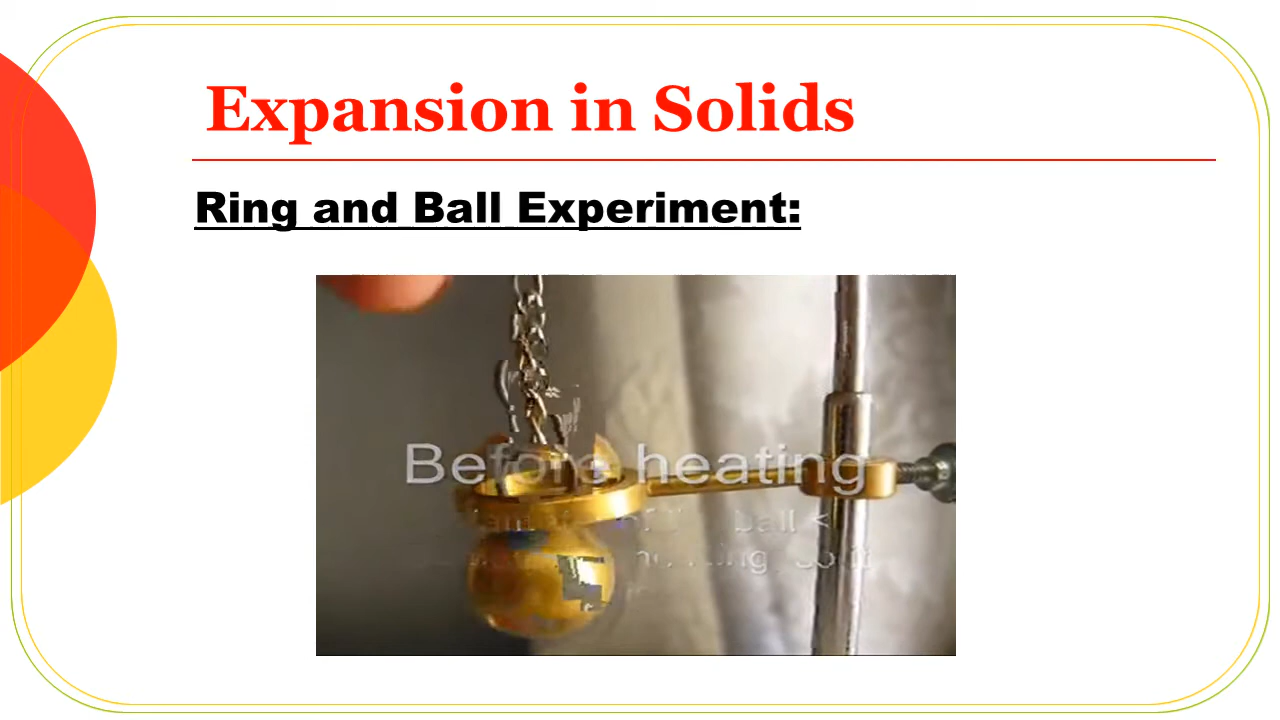 Expansion in Solids
Ring and Ball Experiment:
Before heating
ball <